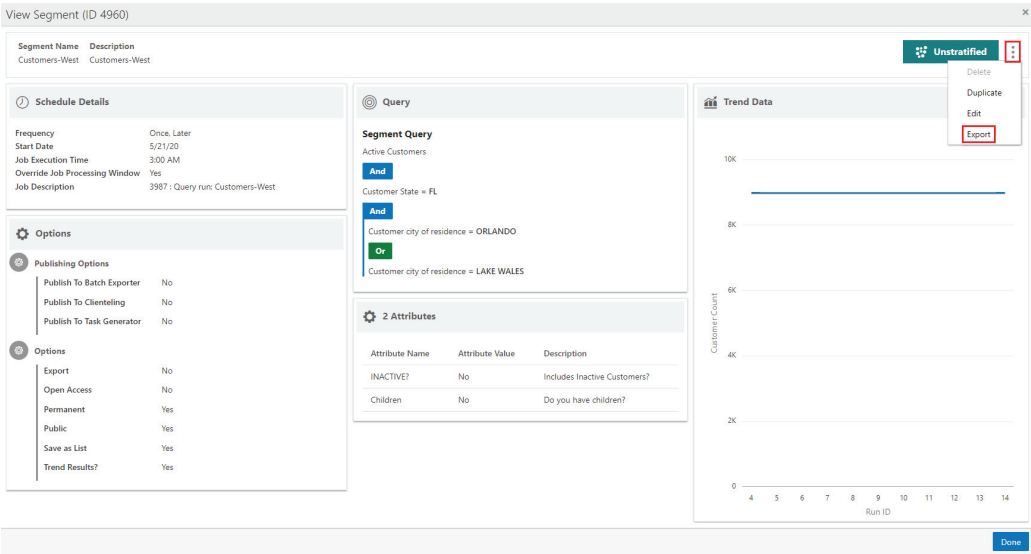 View Segment (ID 4960)
×
Segment Name Description
Customers-West Customers-West
Unstratified
Delete
Duplicate
Edit
Export
Schedule Details
Frequency Once, Later
Start Date 5/21/20
Job Execution Time 3:00 AM
Override Job Processing Window Yes
Job Description 3987 : Query run: Customers-West
Options
Publishing Options
Publish To Batch Exporter No
Publish To Clienteling No
Publish To Task Generator No
Options
Export No
Open Access No
Permanent Yes
Public Yes
Save as List Yes
Trend Results? Yes
Query
Segment Query
Active Customers
And
Customer State = FL
And
Customer city of residence = ORLANDO
Or
Customer city of residence = LAKE WALES
2 Attributes
Attribute Name Attribute Value Description
INACTIVE? No Includes Inactive Customers?
Children No Do you have children?
Trend Data
10K
8K
6K
4K
2K
0
Customer Count
4 5 6 7 8 9 10 11 12 13 14
Run ID
Done